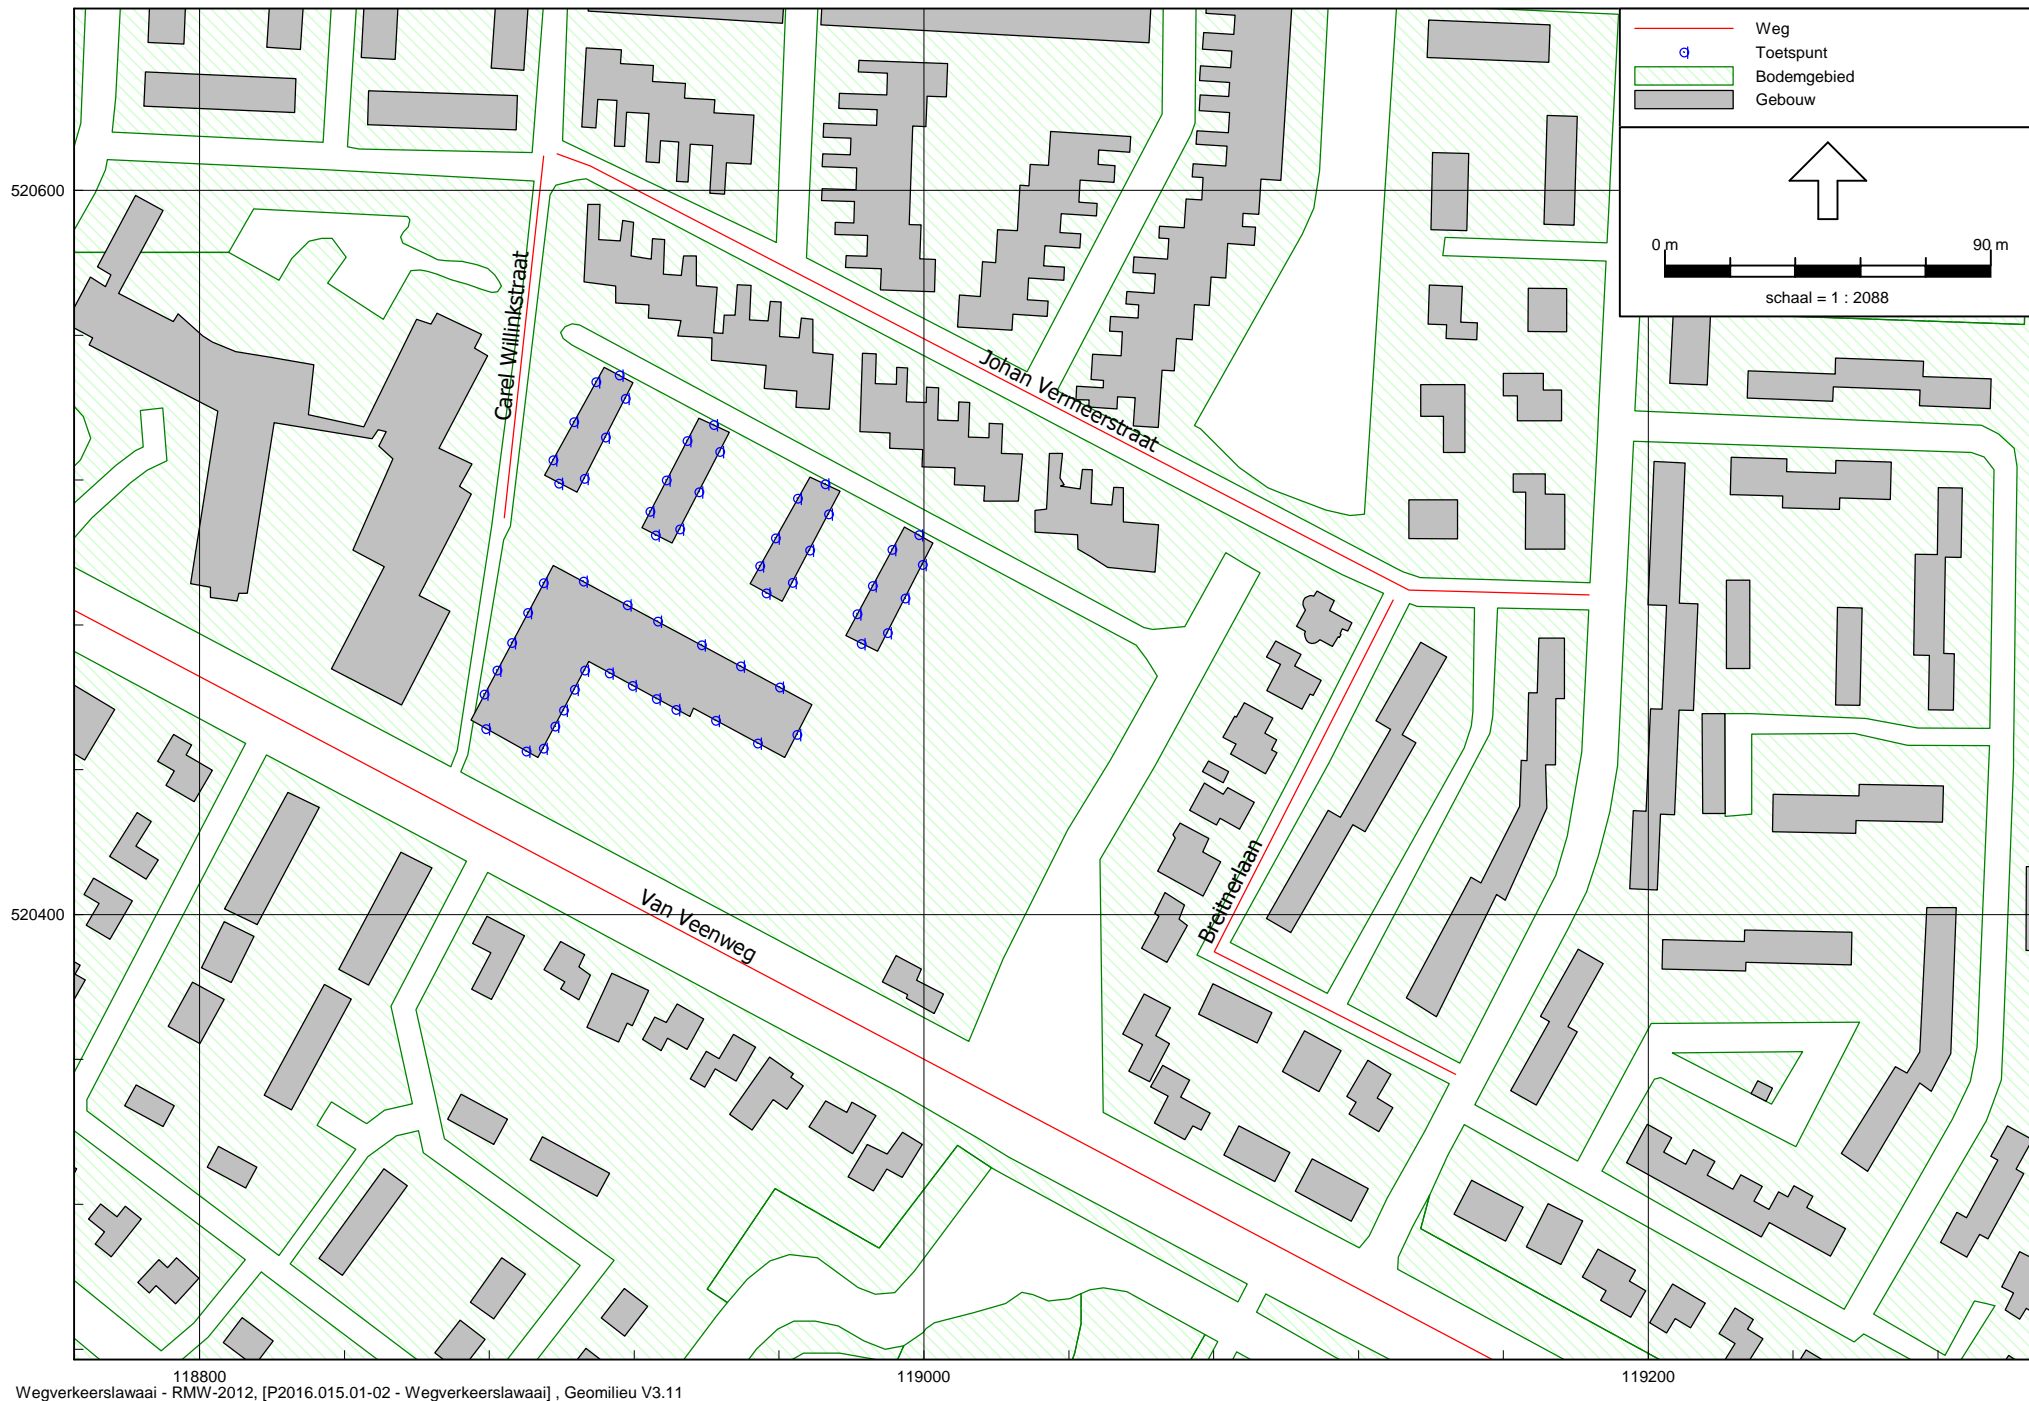 Weg
Toetspunt
Bodemgebied
Gebouw
520600
0 m 90 m
schaal = 1 : 2088
Carel Willinkstraat
Johan Vermeerstraat
Breitnerlaan
Van Veenweg
520400
118800 119000 119200
Wegverkeerslawaai - RMW-2012, [P2016.015.01-02 - Wegverkeerslawaai] , Geomilieu V3.11